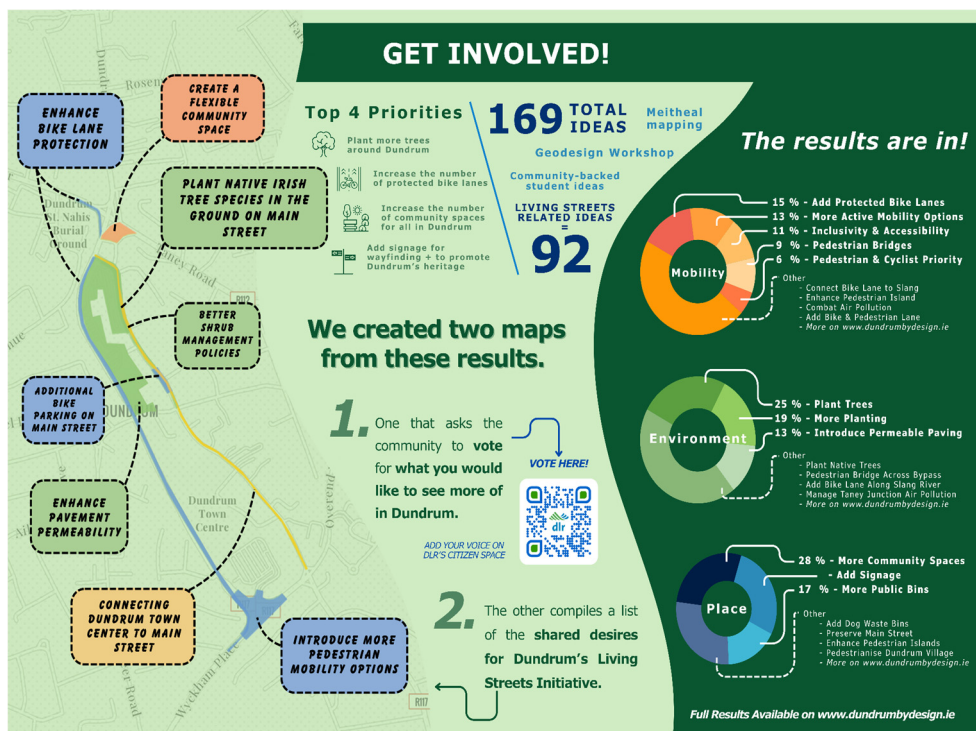 GET INVOLVED!
Top 4 Priorities
Plant more trees
around Dundrum
Increase the number
of protected bike lanes
Increase the number
of community spaces
for all in Dundrum
Add signage for
wayfinding + to promote
Dundrum's heritage
169 TOTAL
IDEAS
Meitheal
mapping
Geodesign Workshop
Community-backed
student ideas
LIVING STREETS
RELATED IDEAS
=
92
The results are in!
Mobility
15 % - Add Protected Bike Lanes
13 % - More Active Mobility Options
11 % - Inclusivity & Accessibility
9 % - Pedestrian Bridges
6 % - Pedestrian & Cyclist Priority
Other
- Connect Bike Lane to Slang
- Enhance Pedestrian Island
- Combat Air Pollution
- Add Bike & Pedestrian Lane
- More on www.dundrumbydesign.ie
Environment
25 % - Plant Trees
19 % - More Planting
13 % - Introduce Permeable Paving
Other
- Plant Native Trees
- Pedestrian Bridge Across Bypass
- Add Bike Lane Along Slang River
- Manage Taney Junction Air Pollution
- More on www.dundrumbydesign.ie
Place
28 % - More Community Spaces
- Add Signage
17 % - More Public Bins
Other
- Add Dog Waste Bins
- Preserve Main Street
- Enhance Pedestrian Islands
- Pedestrianise Dundrum Village
- More on www.dundrumbydesign.ie
Full Results Available on www.dundrumbydesign.ie
We created two maps
from these results.
1. One that asks the
community to vote
for what you would
like to see more of
in Dundrum.
VOTE HERE!
dlr
ADD YOUR VOICE ON
DLR'S CITIZEN SPACE
2. The other compiles a list
of the shared desires
for Dundrum's Living
Streets Initiative.
ENHANCE
BIKE LANE
PROTECTION
CREATE A
FLEXIBLE
COMMUNITY
SPACE
PLANT NATIVE IRISH
TREE SPECIES IN THE
GROUND ON MAIN
STREET
BETTER
SHRUB
MANAGEMENT
POLICIES
ADDITIONAL
BIKE
PARKING ON
MAIN STREET
ENHANCE
PAVEMENT
PERMEABILITY
CONNECTING
DUNDRUM TOWN
CENTER TO MAIN
STREET
INTRODUCE MORE
PEDESTRIAN
MOBILITY OPTIONS
Dundrum
St. Nahis
Burial
Ground
Dundrum
Town
Centre
Overend
Wyckham Place
R117